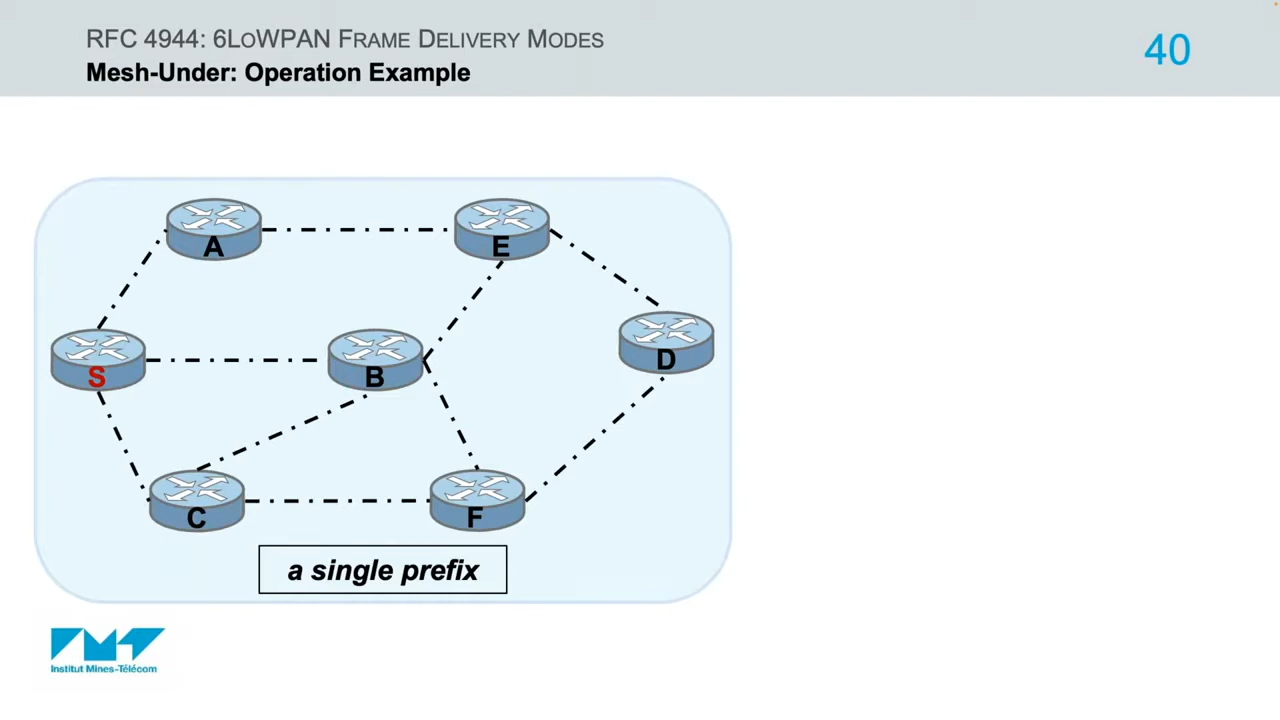 RFC 4944: 6LoWPAN Frame Delivery Modes
40
Mesh-Under: Operation Example
A
E
D
S
B
C
F
a single prefix
Institut Mines-Télécom